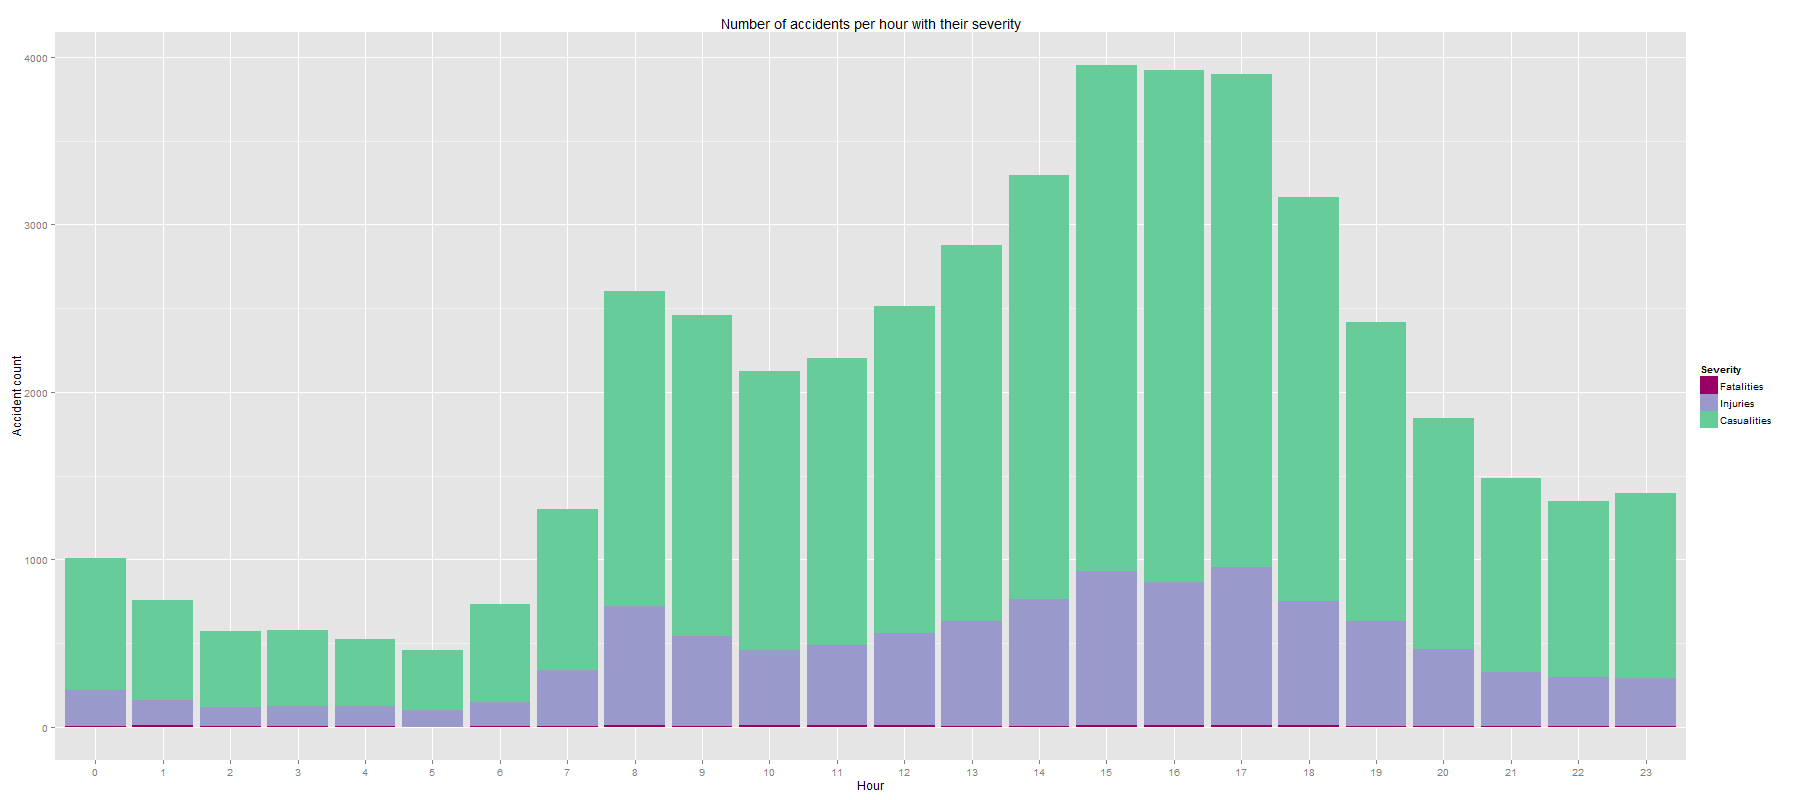 Number of accidents per hour with their severity
4000
3000
2000
1000
0
Accident count
0 1 2 3 4 5 6 7 8 9 10 11 12 13 14 15 16 17 18 19 20 21 22 23
Hour
Severity
Fatalities
Injuries
Casualities